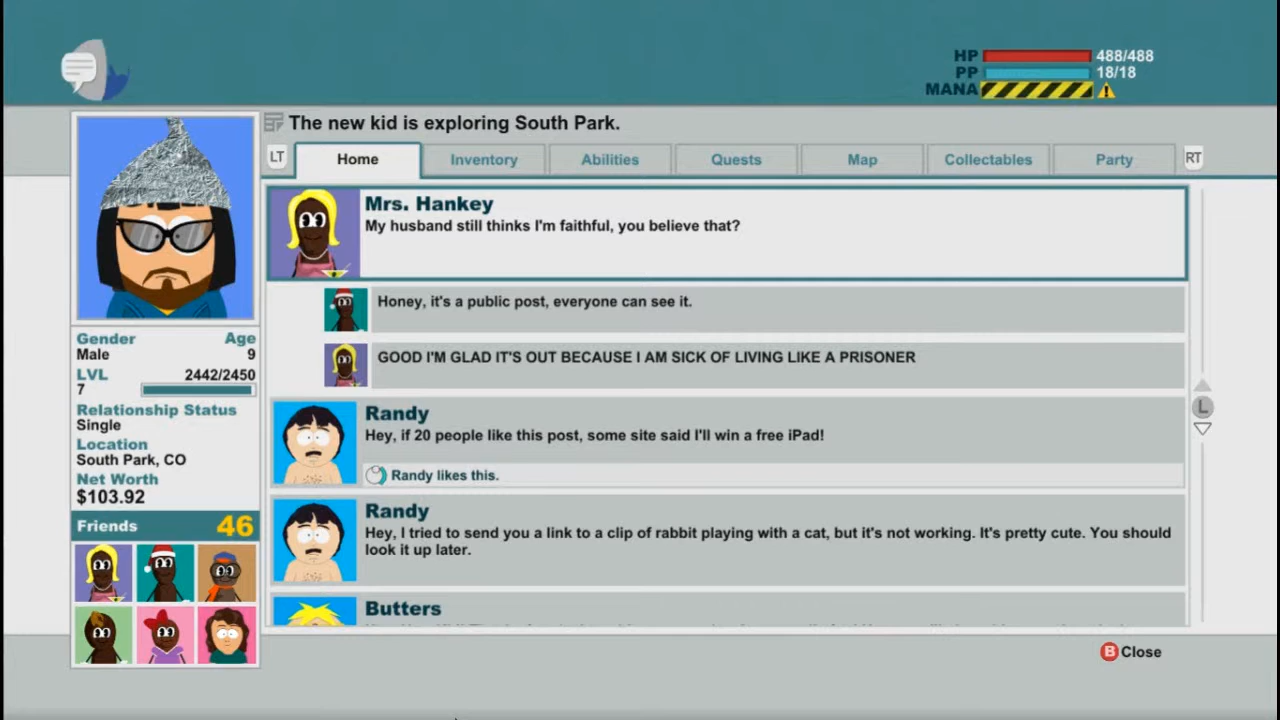 HP 488/488
PP 18/18
MANA
The new kid is exploring South Park.
LT Home Inventory Abilities Quests Map Collectables Party RT
Gender Age
Male 9
LVL 2442/2450
7
Relationship Status
Single
Location
South Park, CO
Net Worth
$103.92
Friends 46
Mrs. Hankey
My husband still thinks I'm faithful, you believe that?
Honey, it's a public post, everyone can see it.
GOOD I'M GLAD IT'S OUT BECAUSE I AM SICK OF LIVING LIKE A PRISONER
Randy
Hey, if 20 people like this post, some site said I'll win a free iPad!
Randy likes this.
Randy
Hey, I tried to send you a link to a clip of rabbit playing with a cat, but it's not working. It's pretty cute. You should
look it up later.
Butters
L
B Close